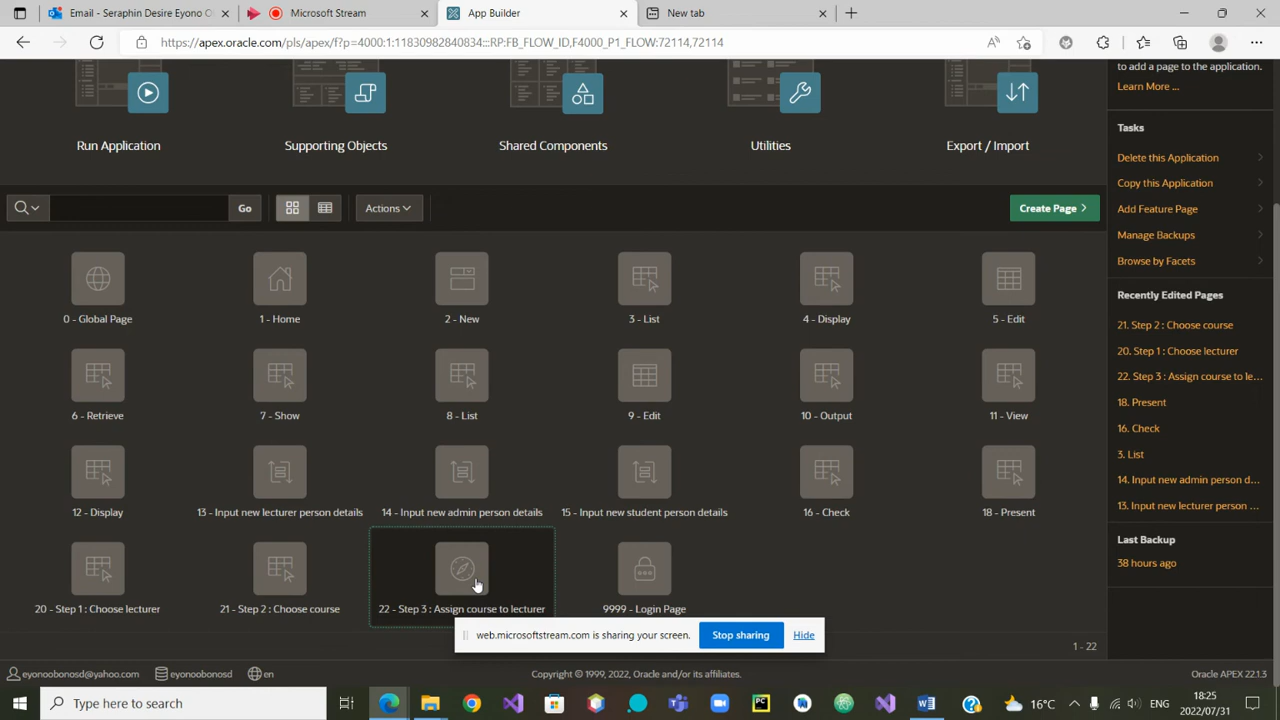 Email - Seraphin Desire Eyono O
Microsoft Stream
App Builder
New tab
https://apex.oracle.com/pls/apex/f?p=4000:1:11830982840834:::RP:FB_FLOW_ID,F4000_P1_FLOW:72114,72114
Run Application
Supporting Objects
Shared Components
Utilities
Export / Import
to add a page to the application.
Learn More ...
Tasks
Delete this Application
Copy this Application
Add Feature Page
Manage Backups
Browse by Facets
Go
Actions
Create Page
0 - Global Page
1 - Home
2 - New
3 - List
4 - Display
5 - Edit
6 - Retrieve
7 - Show
8 - List
9 - Edit
10 - Output
11 - View
12 - Display
13 - Input new lecturer person details
14 - Input new admin person details
15 - Input new student person details
16 - Check
18 - Present
20 - Step 1 : Choose lecturer
21 - Step 2 : Choose course
22 - Step 3 : Assign course to lecturer
9999 - Login Page
Recently Edited Pages
21. Step 2 : Choose course
20. Step 1 : Choose lecturer
22. Step 3 : Assign course to le...
18. Present
16. Check
3. List
14. Input new admin person d...
13. Input new lecturer person ...
Last Backup
38 hours ago
web.microsoftstream.com is sharing your screen.
Stop sharing
Hide
1 - 22
eyonoobonosd@yahoo.com
eyonoobonosd
en
Copyright © 1999, 2022, Oracle and/or its affiliates.
Oracle APEX 22.1.3
Type here to search
16°C
ENG
18:25
2022/07/31